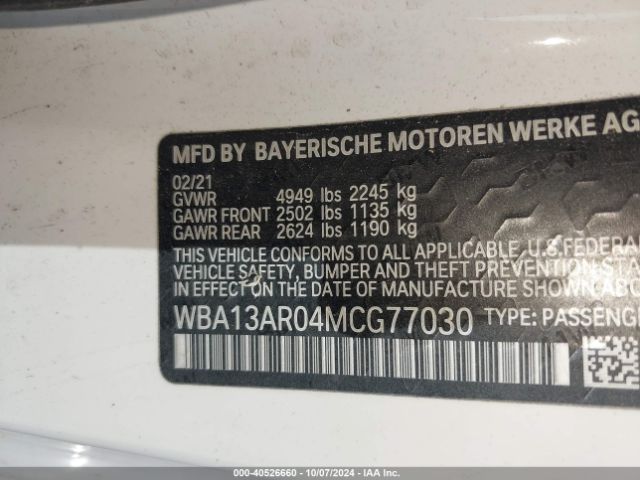 MFD BY BAYERISCHE MOTOREN WERKE AG
02/21
GVWR 4949 lbs 2245 kg
GAWR FRONT 2502 lbs 1135 kg
GAWR REAR 2624 lbs 1190 kg
THIS VEHICLE CONFORMS TO ALL APPLICABLE U.S. FEDERAL
VEHICLE SAFETY, BUMPER AND THEFT PREVENTION STA
IN EFFECT ON THE DATE OF MANUFACTURE SHOWN ABO
WBA13AR04MCG77030 TYPE: PASSENG
000-40526660 - 10/07/2024 - IAA Inc.